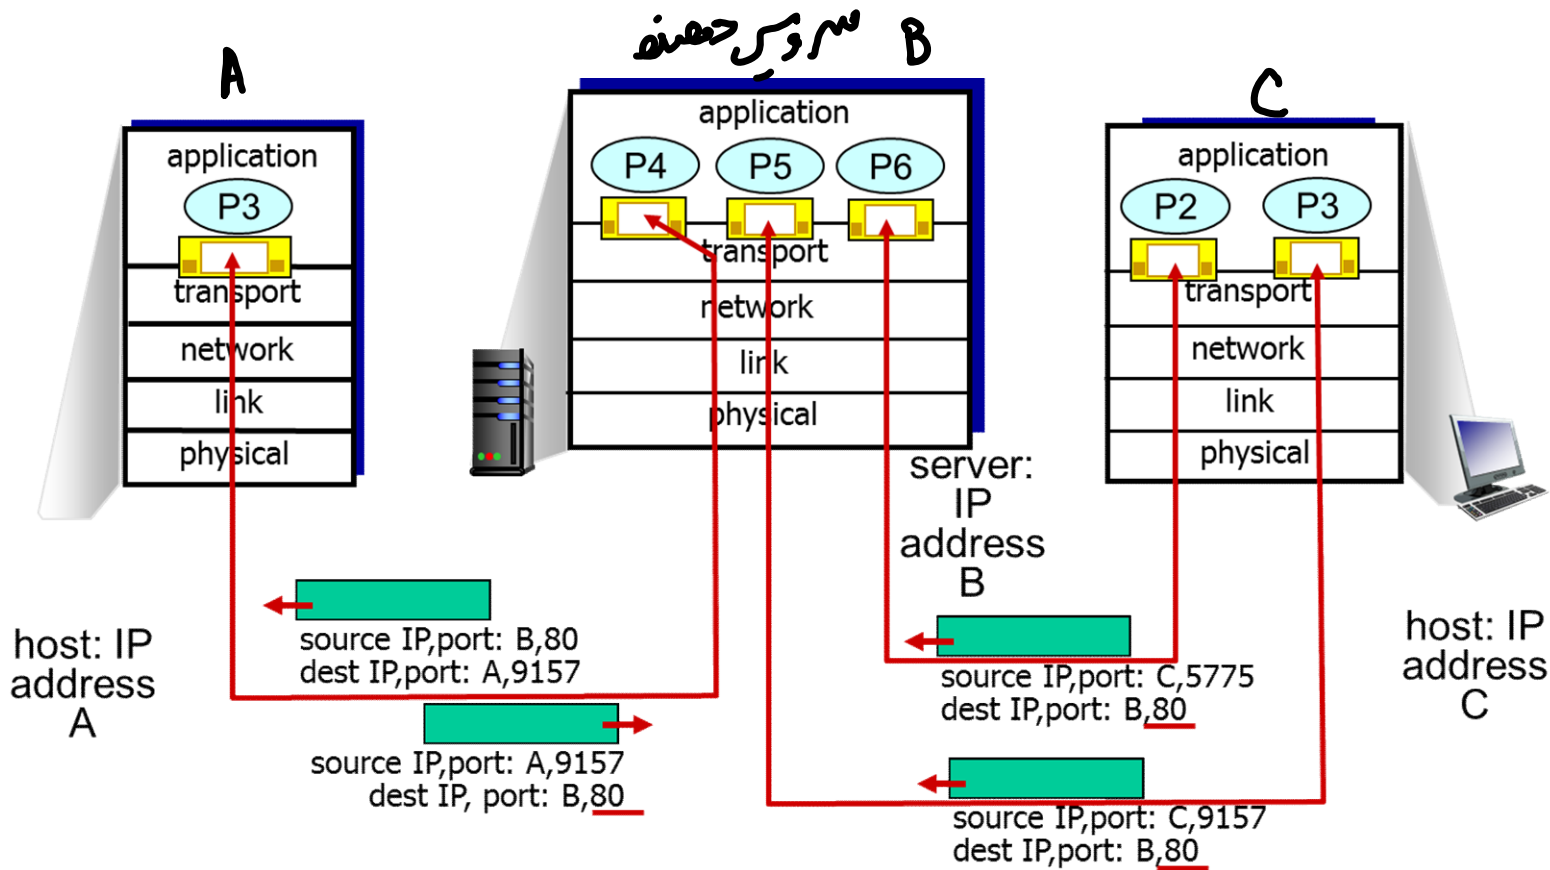 A
سرویس دهنده B
C
application
P3
transport
network
link
physical
application
P4 P5 P6
transport
network
link
physical
application
P2 P3
transport
network
link
physical
server:
IP
address
B
host: IP
address
A
source IP,port: B,80
dest IP,port: A,9157
source IP,port: A,9157
dest IP, port: B,80
source IP,port: C,5775
dest IP,port: B,80
source IP,port: C,9157
dest IP,port: B,80
host: IP
address
C